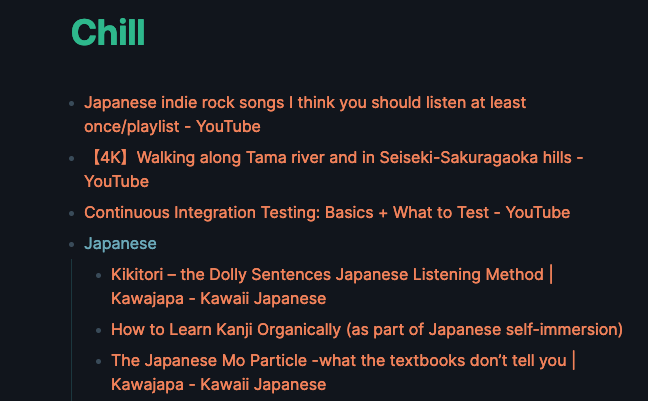 Chill
Japanese indie rock songs I think you should listen at least
once/playlist - YouTube
【4K】Walking along Tama river and in Seiseki-Sakuragaoka hills -
YouTube
Continuous Integration Testing: Basics + What to Test - YouTube
Japanese
Kikitori – the Dolly Sentences Japanese Listening Method |
Kawajapa - Kawaii Japanese
How to Learn Kanji Organically (as part of Japanese self-immersion)
The Japanese Mo Particle -what the textbooks don’t tell you |
Kawajapa - Kawaii Japanese